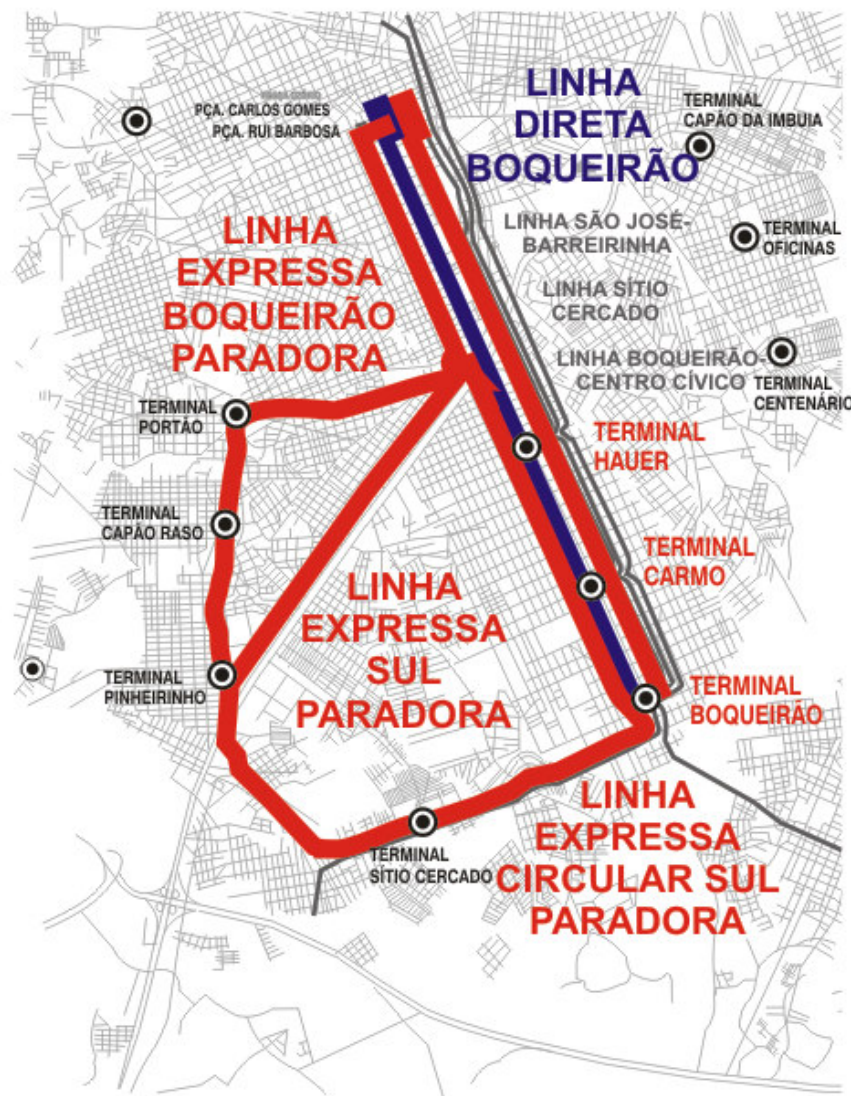 PÇA. CARLOS GOMES
PÇA. RUI BARBOSA
LINHA
DIRETA
BOQUEIRÃO
TERMINAL
CAPÃO DA IMBUIA
LINHA SÃO JOSÉ-
BARREIRINHA
TERMINAL
OFICINAS
LINHA
EXPRESSA
BOQUEIRÃO
PARADORA
LINHA SÍTIO
CERCADO
LINHA BOQUEIRÃO-
CENTRO CÍVICO
TERMINAL
CENTENÁRIO
TERMINAL
PORTÃO
TERMINAL
HAUER
TERMINAL
CAPÃO RASO
TERMINAL
CARMO
LINHA
EXPRESSA
SUL
PARADORA
TERMINAL
PINHEIRINHO
TERMINAL
BOQUEIRÃO
LINHA
EXPRESSA
CIRCULAR SUL
PARADORA
TERMINAL
SÍTIO CERCADO